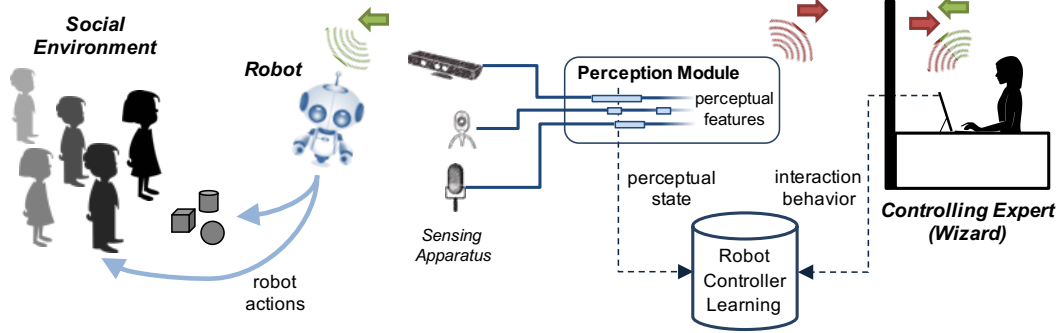 Social
Environment
Robot
robot
actions
Sensing
Apparatus
Perception Module
perceptual
features
perceptual
state
interaction
behavior
Robot
Controller
Learning
Controlling Expert
(Wizard)